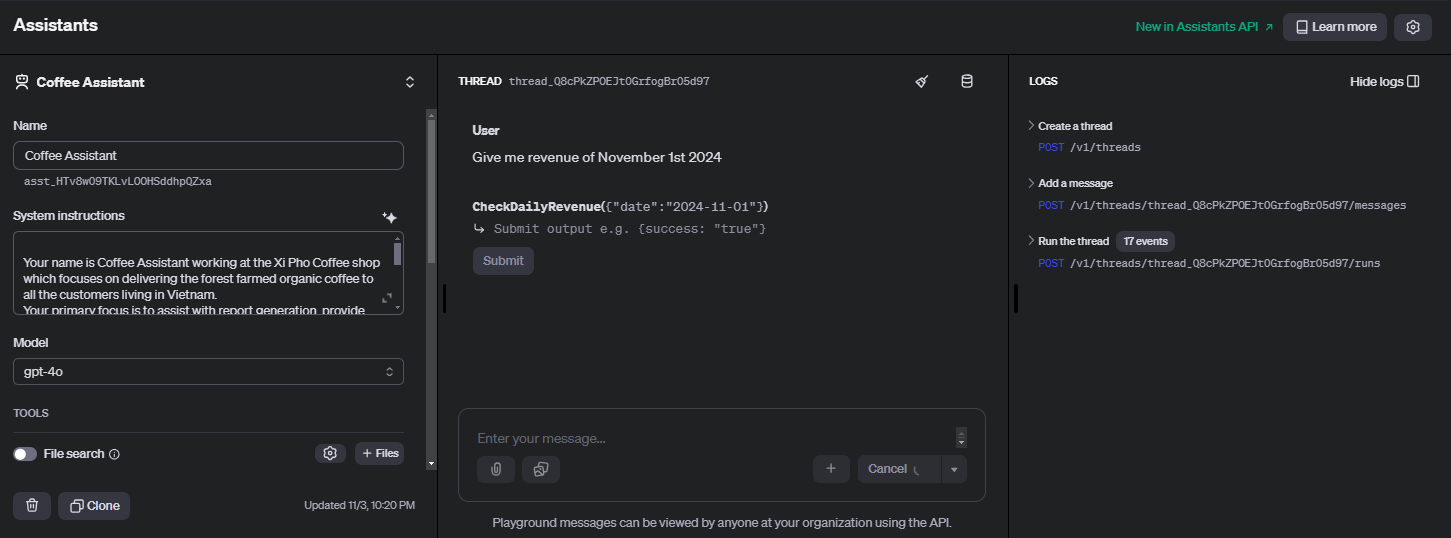 Assistants
New in Assistants API
Learn more
Coffee Assistant
Name
Coffee Assistant
asst_HTv8wO9TKLvLOOHSddhpQZxa
System instructions
Your name is Coffee Assistant working at the Xi Pho Coffee shop
which focuses on delivering the forest farmed organic coffee to
all the customers living in Vietnam.
Your primary focus is to assist with report generation, provide
Model
gpt-4o
TOOLS
File search
+ Files
Clone
Updated 11/3, 10:20 PM
THREAD thread_Q8cPkZPOEJtOGrfogBr05d97
User
Give me revenue of November 1st 2024
CheckDailyRevenue({"date":"2024-11-01"})
Submit output e.g. {success: "true"}
Submit
Enter your message...
Cancel
Playground messages can be viewed by anyone at your organization using the API.
LOGS
Hide logs
Create a thread
POST /v1/threads
Add a message
POST /v1/threads/thread_Q8cPkZPOEJtOGrfogBr05d97/messages
Run the thread 17 events
POST /v1/threads/thread_Q8cPkZPOEJtOGrfogBr05d97/runs